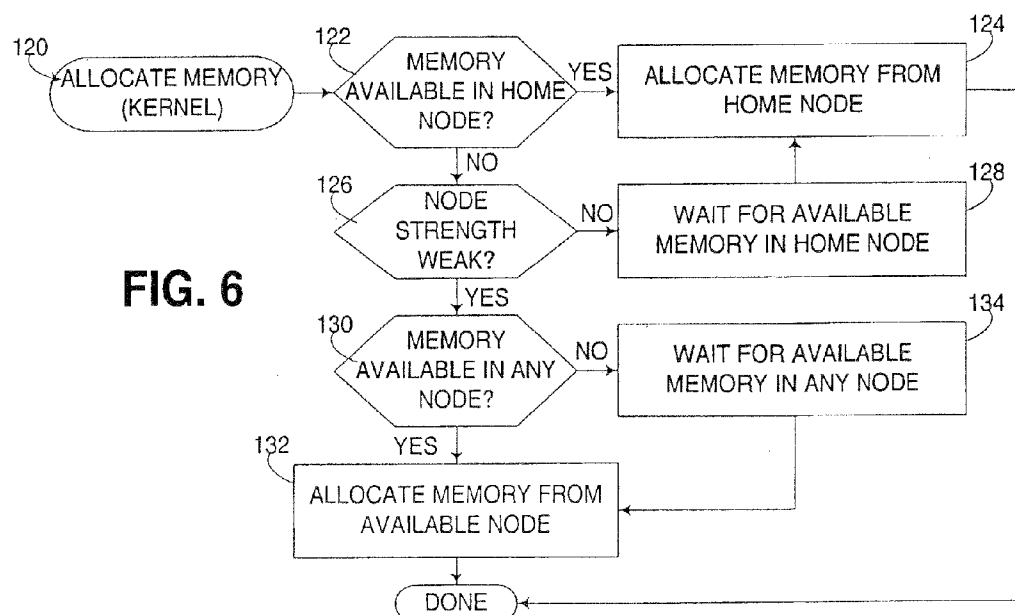 120
ALLOCATE MEMORY
(KERNEL)
122
MEMORY
AVAILABLE IN HOME
NODE?
YES
124
ALLOCATE MEMORY FROM
HOME NODE
NO
126
NODE
STRENGTH
WEAK?
NO
128
WAIT FOR AVAILABLE
MEMORY IN HOME NODE
FIG. 6
YES
130
MEMORY
AVAILABLE IN ANY
NODE?
NO
134
WAIT FOR AVAILABLE
MEMORY IN ANY NODE
YES
132
ALLOCATE MEMORY FROM
AVAILABLE NODE
DONE